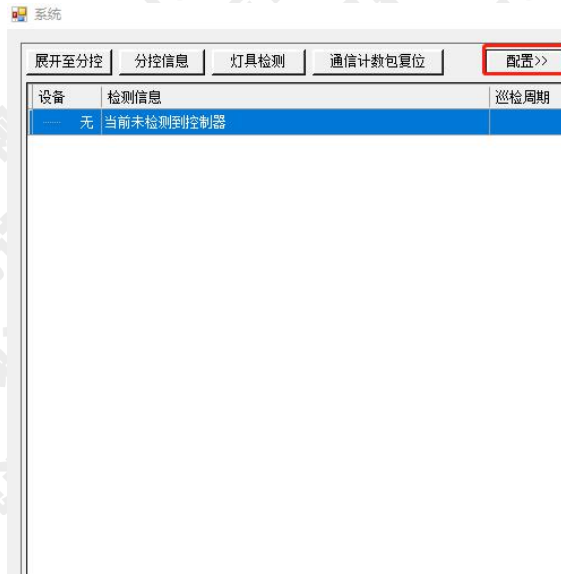 系统
展开至分控 分控信息 灯具检测 通信计数包复位 配置>>
设备 检测信息 巡检周期
无 当前未检测到控制器